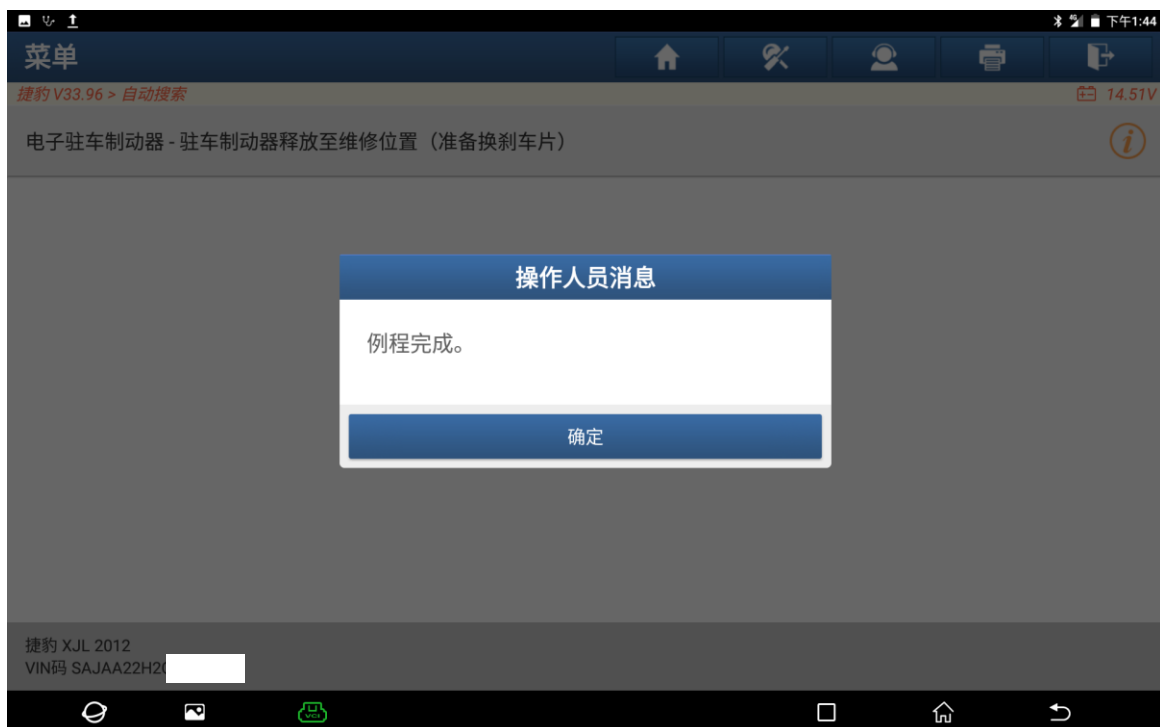 下午1:44
菜单
捷豹 V33.96 > 自动搜索
14.51V
电子驻车制动器 - 驻车制动器释放至维修位置（准备换刹车片）
操作人员消息
例程完成。
确定
捷豹 XJL 2012
VIN码 SAJAA22H2
VCI